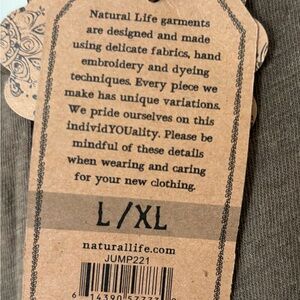 Natural Life garments
are designed and made
using delicate fabrics, hand
embroidery and dyeing
techniques. Every piece we
make has unique variations.
We pride ourselves on this
individYOUality. Please be
mindful of these details
when wearing and caring
for your new clothing.
L/XL
naturallife.com
JUMP221